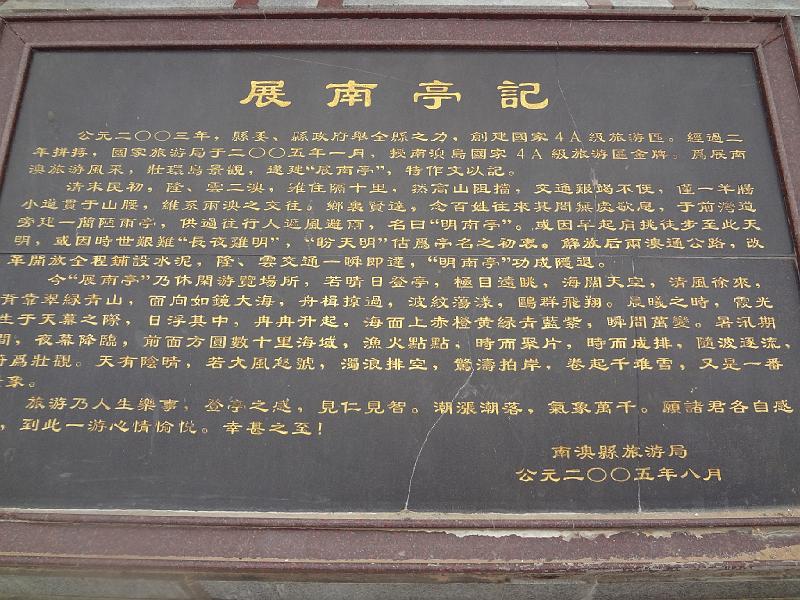 展南亭記
公元二〇〇三年，縣委、縣政府舉全縣之力，創建國家4A級旅游區。經過二
年拼搏，國家旅游局于二〇〇五年一月，授南澳島國家4A級旅游區金牌。爲展南
澳旅游風采，壯環島景觀，遂建“展南亭”，特作文以記。
清末民初，隆、雲二澳，雖住隔十里，然高山阻擋，交通艱竭不便，僅一羊腸
小道貫于山腰，維系兩澳之交往。鄉裏賢達，念百姓往來其間無處歇息，于前灣道
旁建一簡陋雨亭，供過往行人遮風避雨，名曰“明南亭”。或因早起肩挑徒步至此天
明，或因時世艱難“長夜難明”，“盼天明”估爲亭名之初衷。解放后兩澳通公路，改
革開放全程鋪設水泥，隆、雲交通一瞬即達，“明南亭”功成隱退。
今“展南亭”乃休閑游覽場所，若晴日登亭，極目遠眺，海闊天空，清風徐來，
背靠翠緑青山，面向如鏡大海，舟楫掠過，波紋蕩漾，鷗群飛翔。晨曦之時，霞光
生于天幕之際，日浮其中，冉冉升起，海面上赤橙黄緑青藍紫，瞬間萬變。暑汛期
間，夜幕降臨，前面方圓數十里海域，漁火點點，時而聚片，時而成排，隨波逐流，
奇爲壯觀。天有陰晴，若大風起號，濁浪排空，驚濤拍岸，卷起千堆雪，又是一番
景象。
旅游乃人生樂事，登亭之感，見仁見智。潮漲潮落，氣象萬千。願諸君各自感
，到此一游心情愉悦。幸甚之至！
南澳縣旅游局
公元二〇〇五年八月